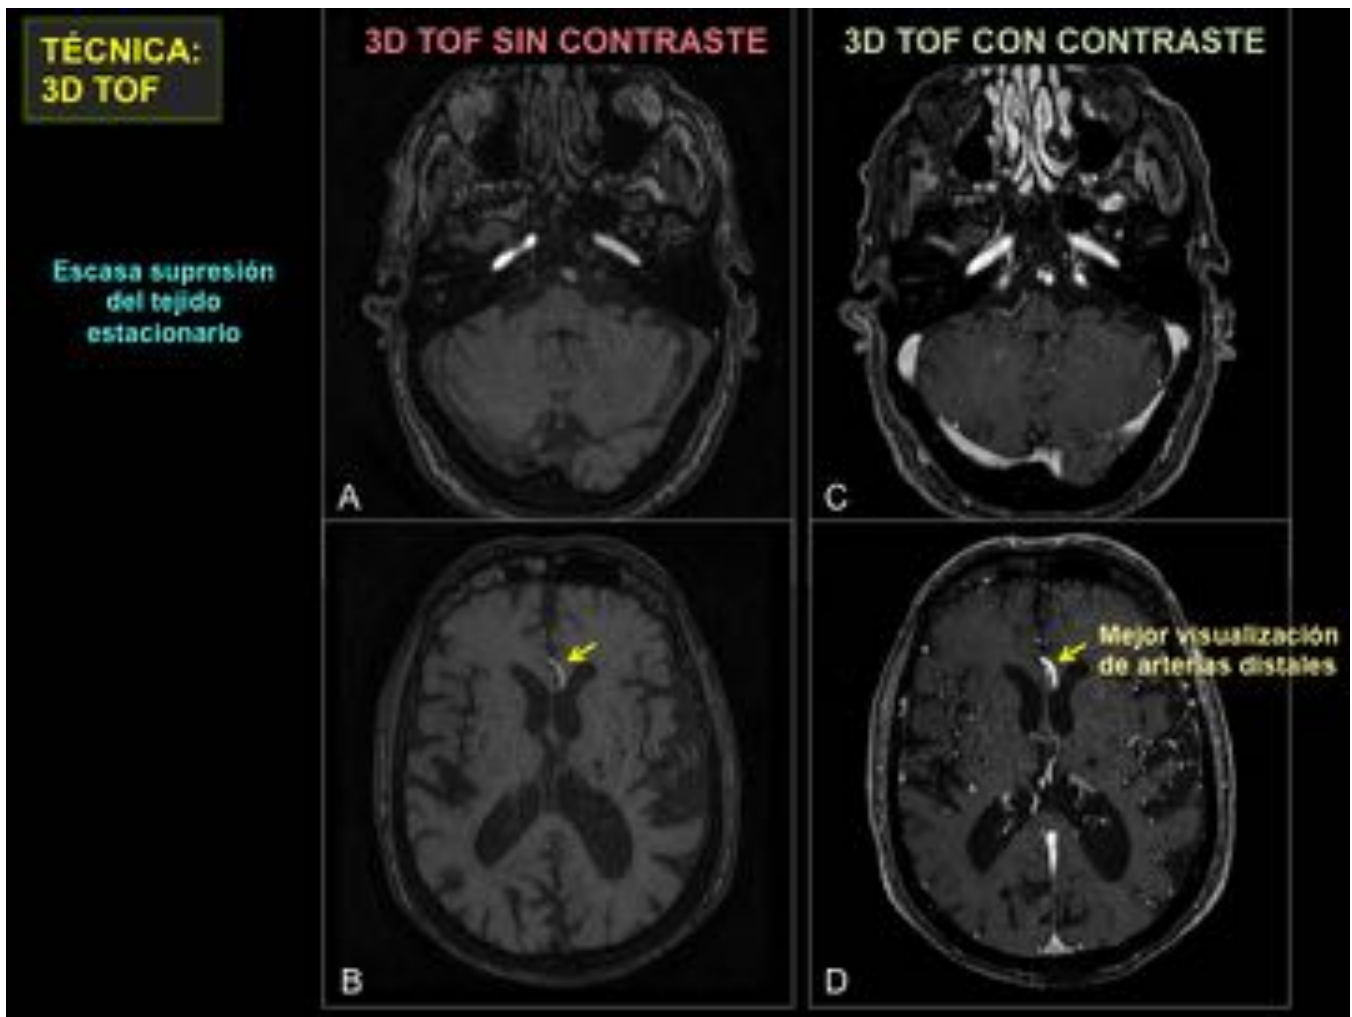 TÉCNICA:
3D TOF
3D TOF SIN CONTRASTE
3D TOF CON CONTRASTE
Escasa supresión
del tejido
estacionario
A
C
Mejor visualización
de arterias distales
B
D